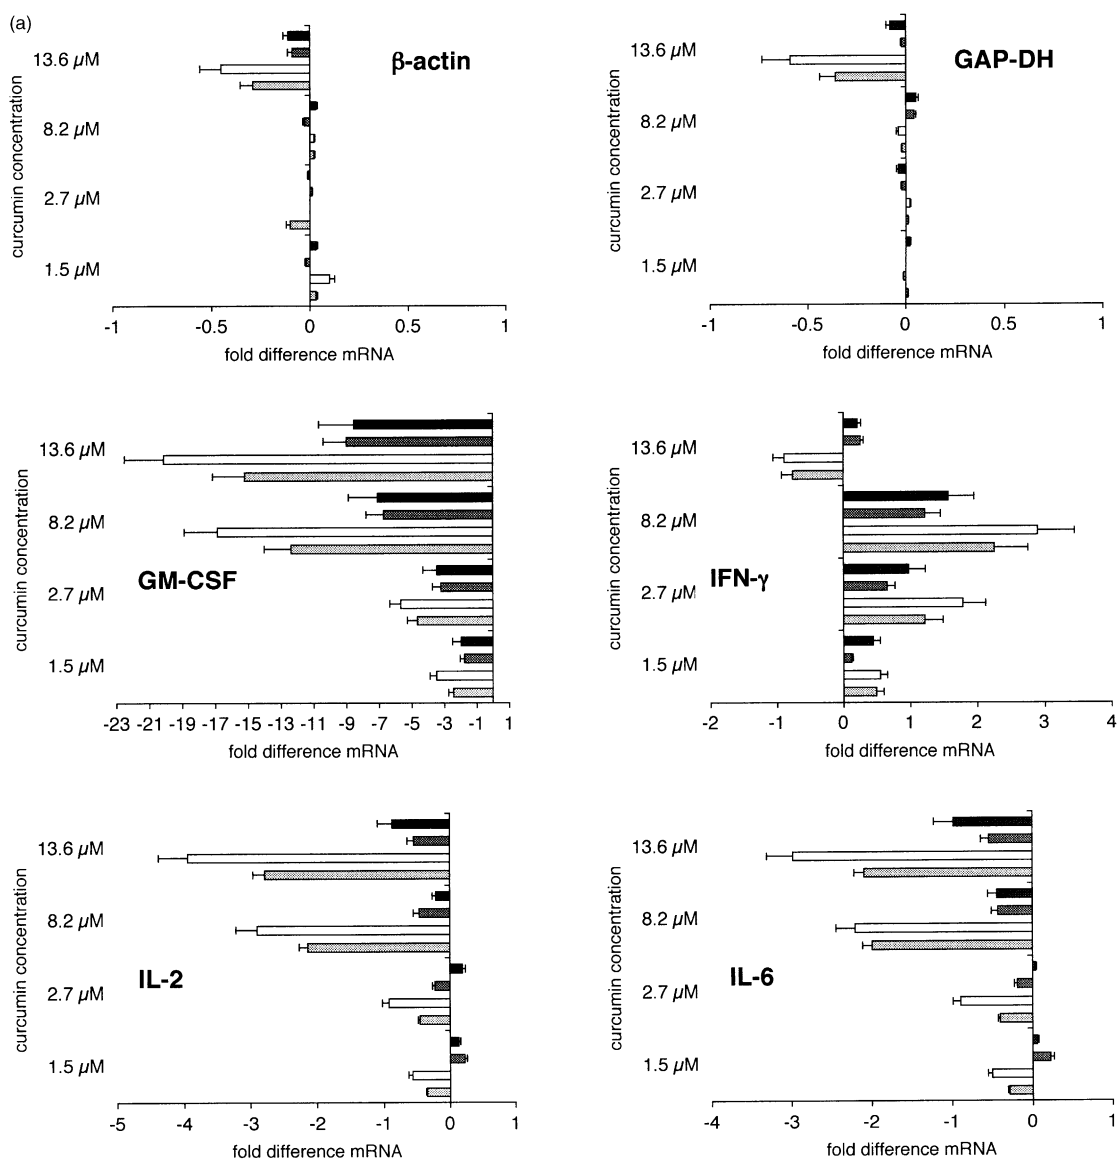 (a)
β-actin
curcumin concentration
13.6 µM
8.2 µM
2.7 µM
1.5 µM
-1 -0.5 0 0.5 1
fold difference mRNA
GAP-DH
curcumin concentration
13.6 µM
8.2 µM
2.7 µM
1.5 µM
-1 -0.5 0 0.5 1
fold difference mRNA
GM-CSF
curcumin concentration
13.6 µM
8.2 µM
2.7 µM
1.5 µM
-23 -21 -19 -17 -15 -13 -11 -9 -7 -5 -3 -1 1
fold difference mRNA
IFN-γ
curcumin concentration
13.6 µM
8.2 µM
2.7 µM
1.5 µM
-2 -1 0 1 2 3 4
fold difference mRNA
IL-2
curcumin concentration
13.6 µM
8.2 µM
2.7 µM
1.5 µM
-5 -4 -3 -2 -1 0 1
fold difference mRNA
IL-6
curcumin concentration
13.6 µM
8.2 µM
2.7 µM
1.5 µM
-4 -3 -2 -1 0 1
fold difference mRNA